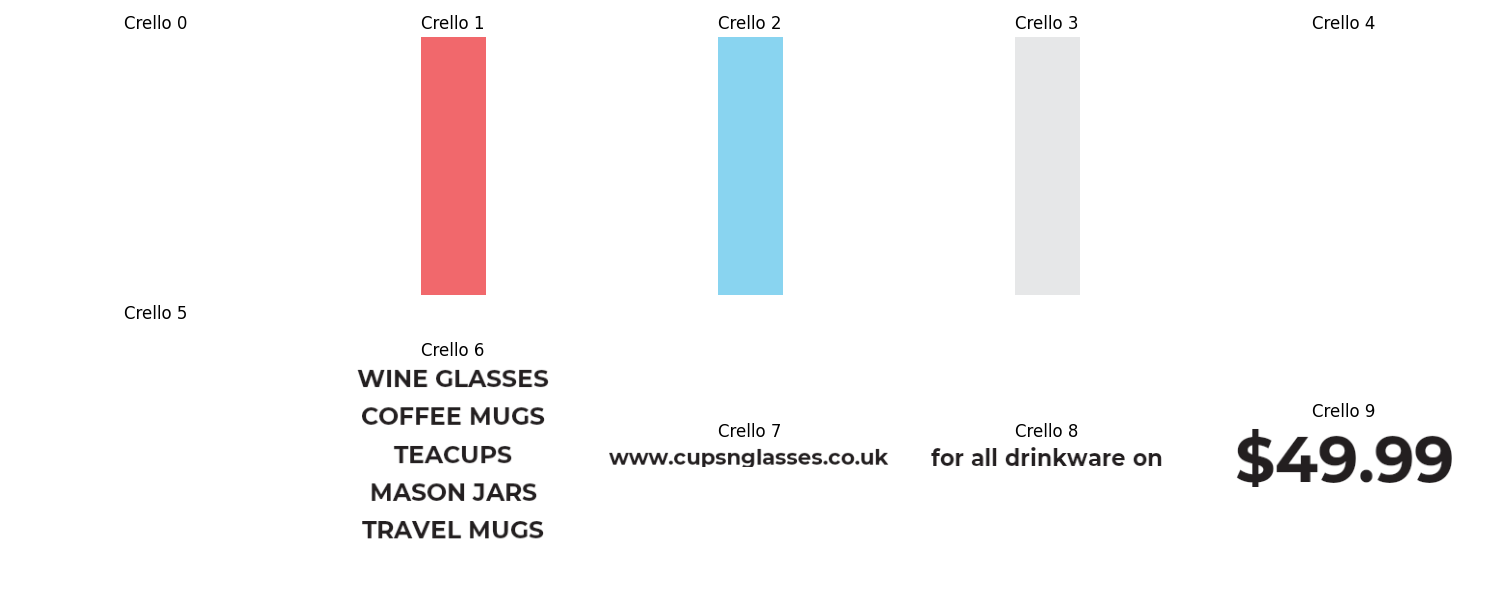 Crello 0
Crello 1
Crello 2
Crello 3
Crello 4
Crello 5
Crello 6
WINE GLASSES
COFFEE MUGS
TEACUPS
MASON JARS
TRAVEL MUGS
Crello 7
www.cupsnglasses.co.uk
Crello 8
for all drinkware on
Crello 9
$49.99